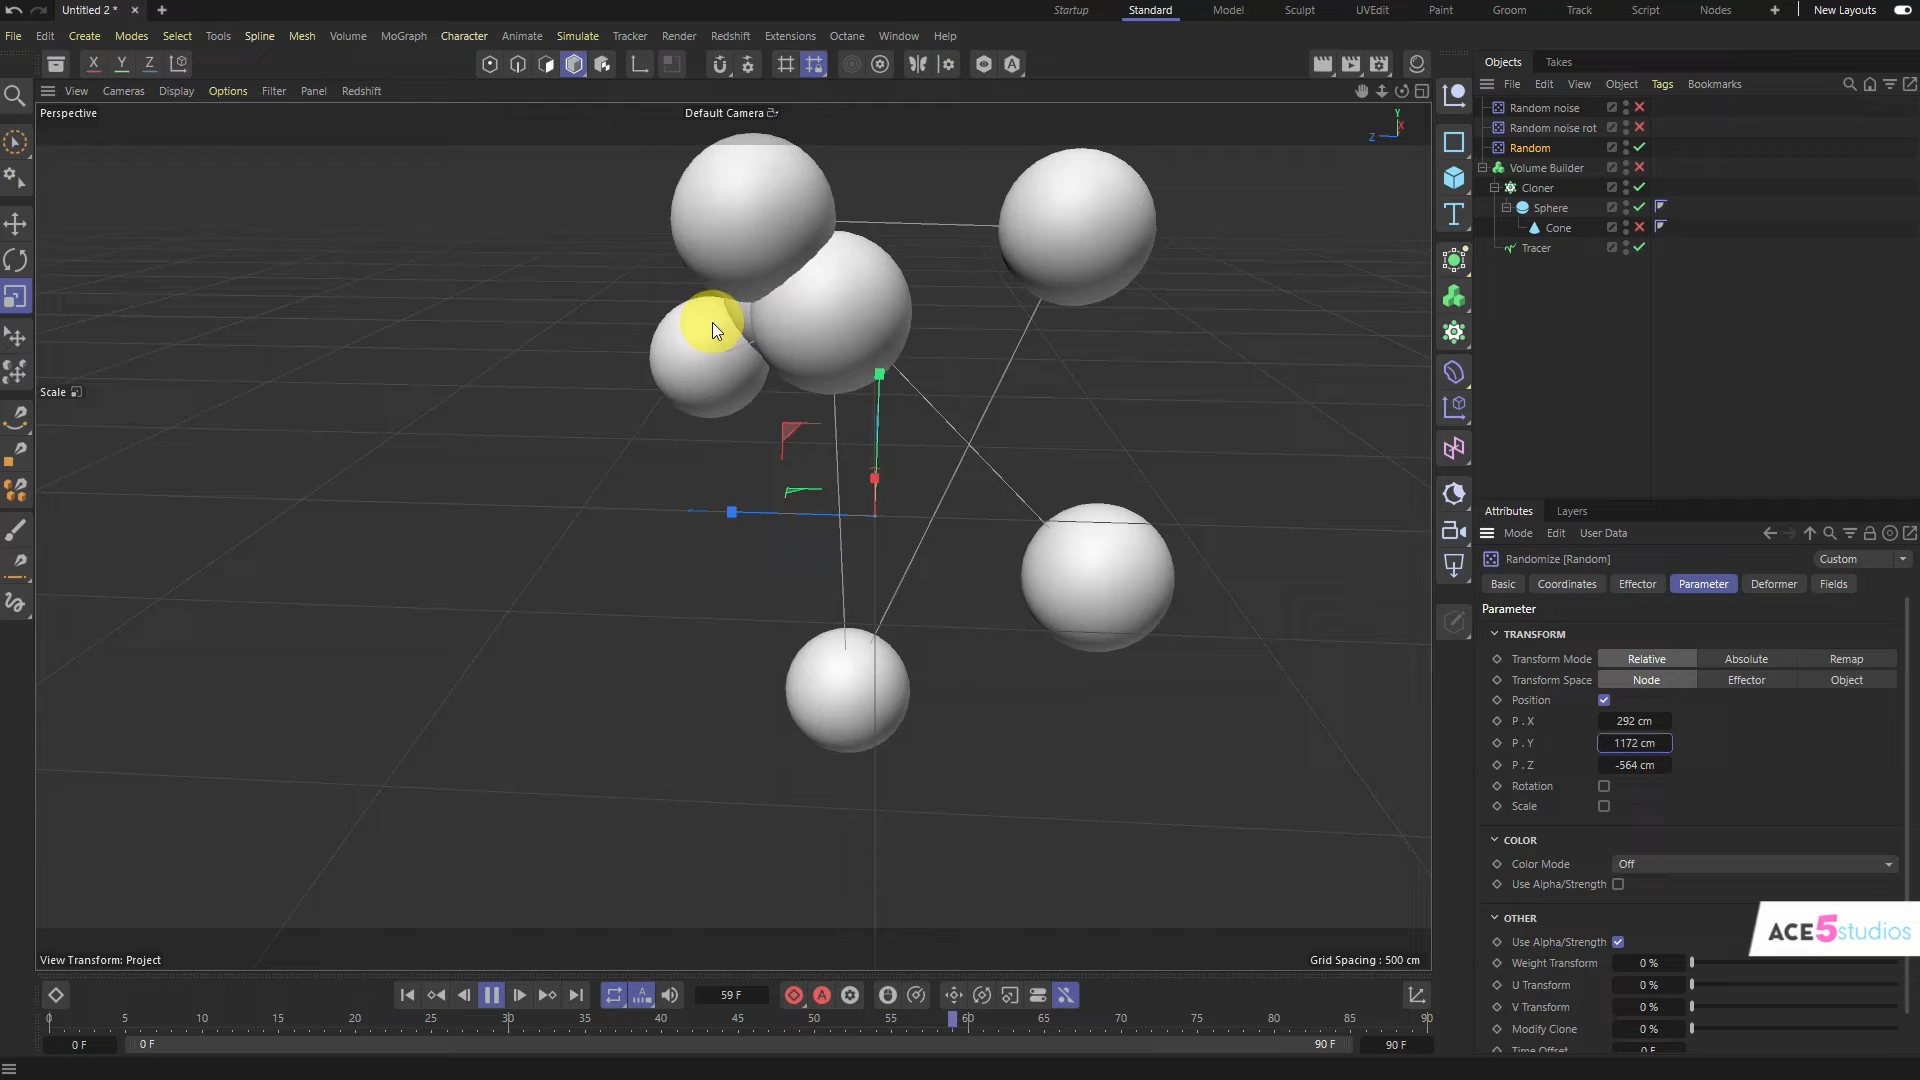 Untitled 2 *
Startup
Standard
Model
Sculpt
UVEdit
Paint
Groom
Track
Script
Nodes
New Layouts
File Edit Create Modes Select Tools Spline Mesh Volume MoGraph Character Animate Simulate Tracker Render Redshift Extensions Octane Window Help
X Y Z
Objects Takes
View Cameras Display Options Filter Panel Redshift
File Edit View Object Tags Bookmarks
Perspective
Default Camera
Y
X
Z
Random noise
Random noise rot
Random
Volume Builder
Cloner
Sphere
Cone
Tracer
Scale
Attributes Layers
Mode Edit User Data
Randomize [Random]
Custom
Basic Coordinates Effector Parameter Deformer Fields
Parameter
TRANSFORM
Transform Mode Relative Absolute Remap
Transform Space Node Effector Object
Position
P . X 292 cm
P . Y 1172 cm
P . Z -564 cm
Rotation
Scale
COLOR
Color Mode Off
Use Alpha/Strength
OTHER
Use Alpha/Strength
Weight Transform 0 %
U Transform 0 %
V Transform 0 %
Modify Clone 0 %
Time Offset 0 F
ACE5studios
View Transform: Project
Grid Spacing : 500 cm
59 F
0 5 10 15 20 25 30 35 40 45 50 55 60 65 70 75 80 85 90
0 F 0 F 90 F 90 F